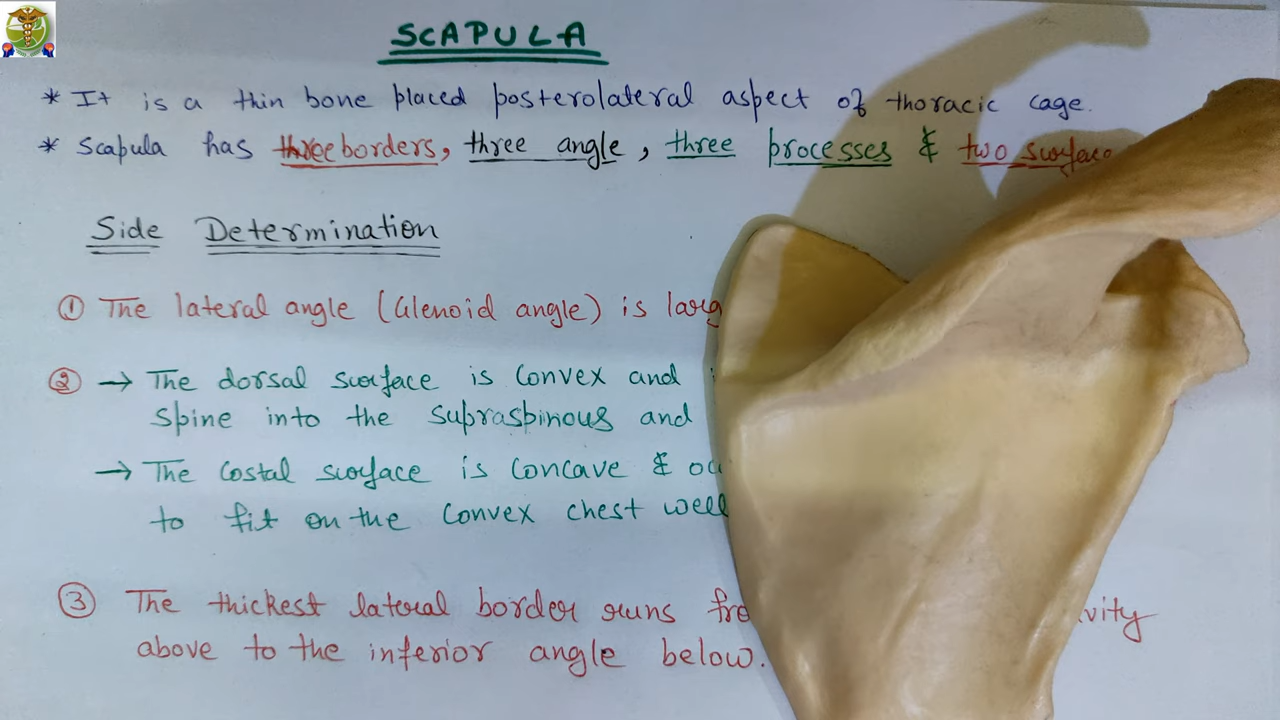 SCAPULA
* It is a thin bone placed posterolateral aspect of thoracic cage.
* Scapula has three borders, three angle, three processes & two surface
Side Determination
① The lateral angle (Glenoid angle) is larg
② → The dorsal surface is convex and
spine into the supraspinous and
→ The costal surface is concave &
to fit on the convex chest well
③ The thickest lateral border runs
above to the inferior angle below.